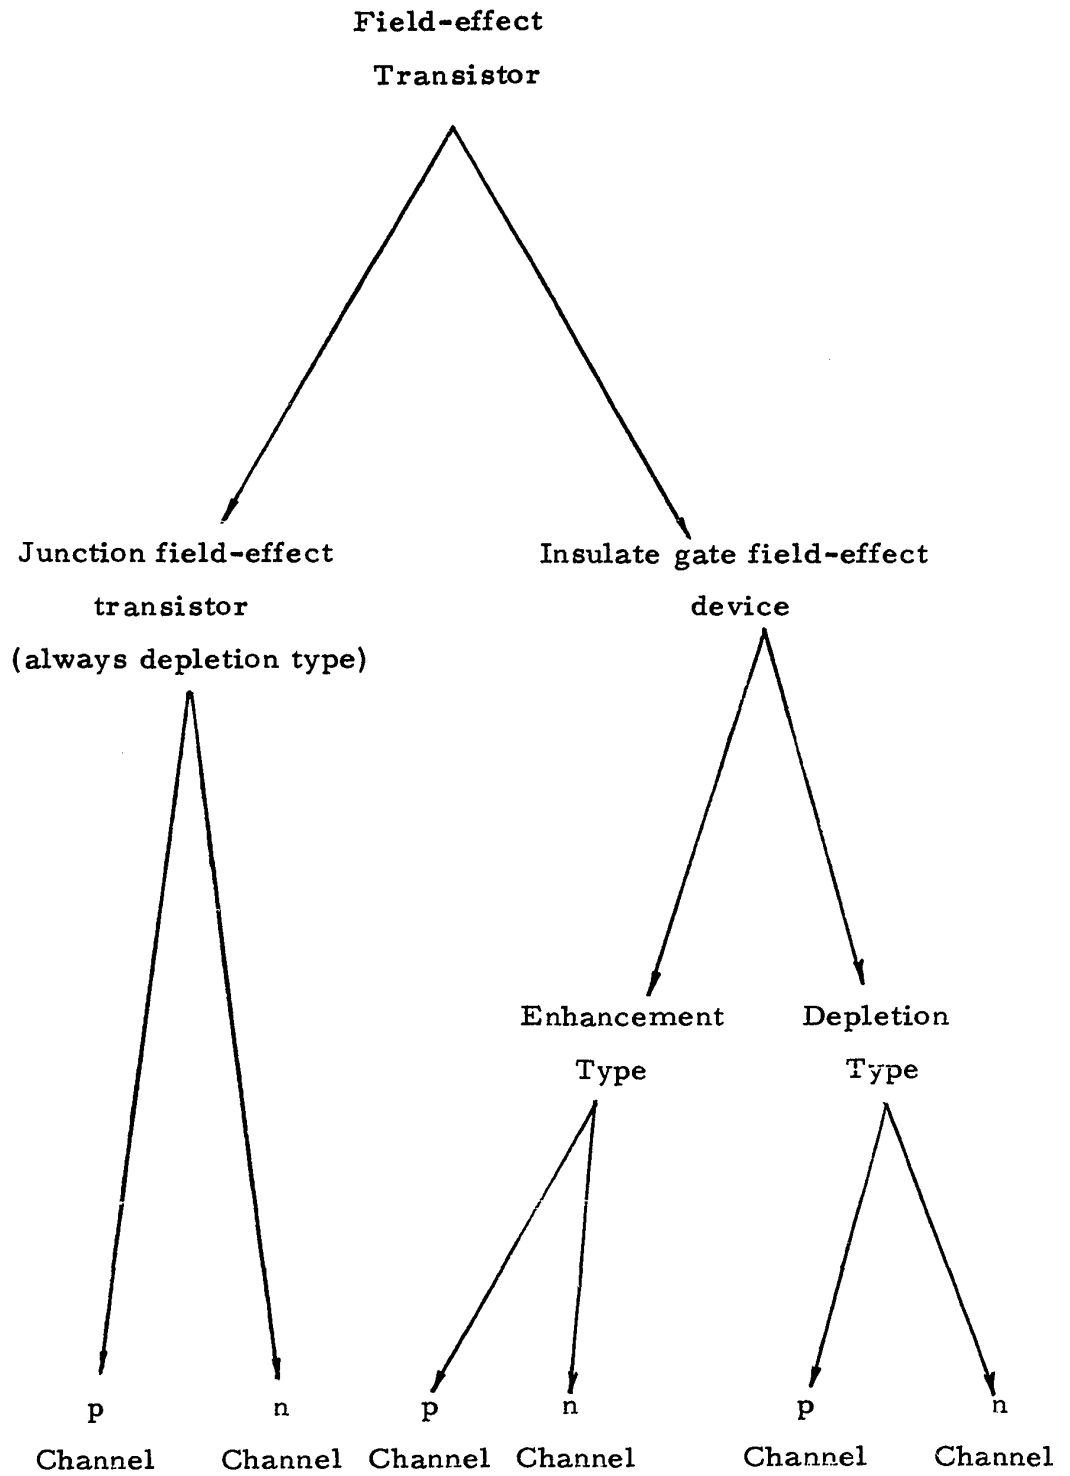 Field-effect
Transistor
Junction field-effect
transistor
(always depletion type)
Insulate gate field-effect
device
Enhancement
Type
Depletion
Type
p
Channel
n
Channel
p
Channel
n
Channel
p
Channel
n
Channel